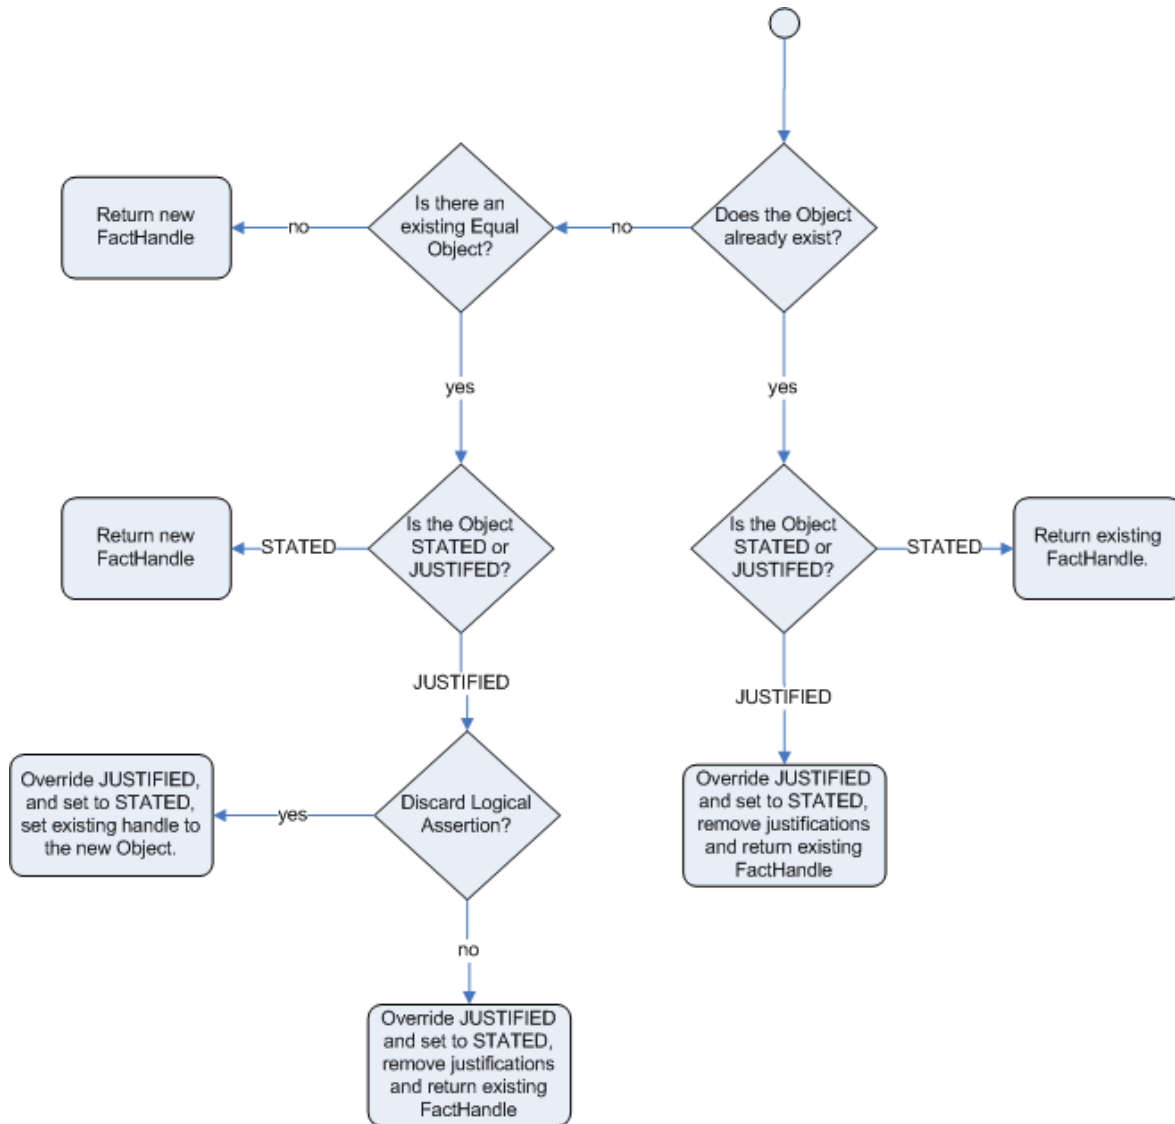 Does the Object
already exist?
no
Is there an
existing Equal
Object?
no
Return new
FactHandle
yes
yes
Is the Object
STATED or
JUSTIFED?
STATED
Return existing
FactHandle.
Is the Object
STATED or
JUSTIFED?
STATED
Return new
FactHandle
JUSTIFIED
JUSTIFIED
Override JUSTIFIED
and set to STATED,
remove justifications
and return existing
FactHandle
Discard Logical
Assertion?
yes
Override JUSTIFIED,
and set to STATED,
set existing handle to
the new Object.
no
Override JUSTIFIED
and set to STATED,
remove justifications
and return existing
FactHandle